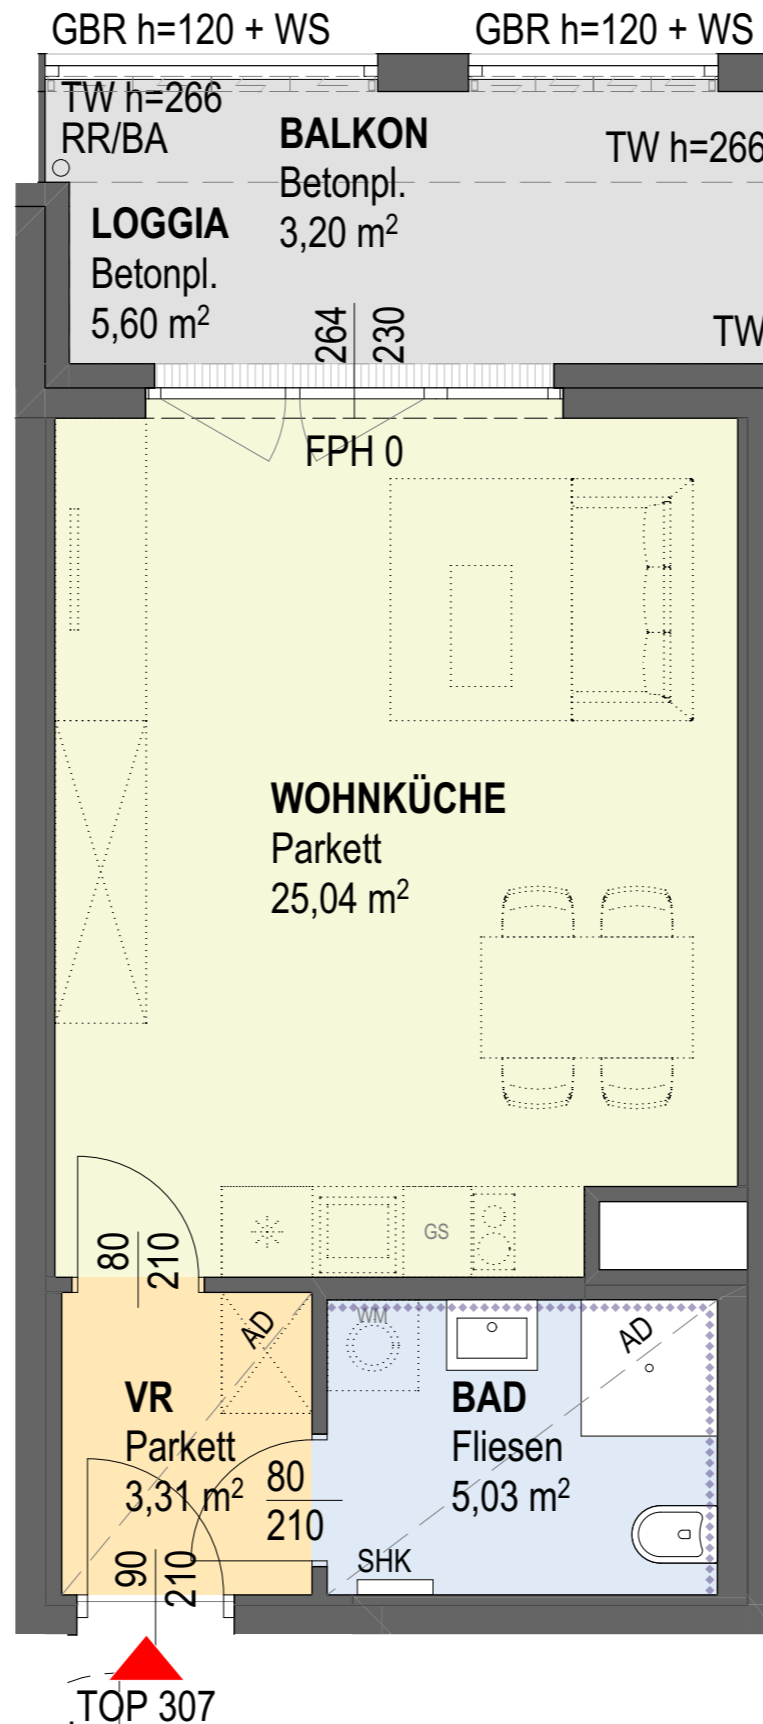 GBR h=120 + WS
GBR h=120 + WS
TW h=266
RR/BA
BALKON
Betonpl.
3,20 m²
TW h=266
LOGGIA
Betonpl.
5,60 m²
264
230
TW
FPH 0
WOHNKÜCHE
Parkett
25,04 m²
GS
80
210
AD
WM
AD
VR
Parkett
3,31 m²
BAD
Fliesen
5,03 m²
80
210
SHK
90
210
TOP 307